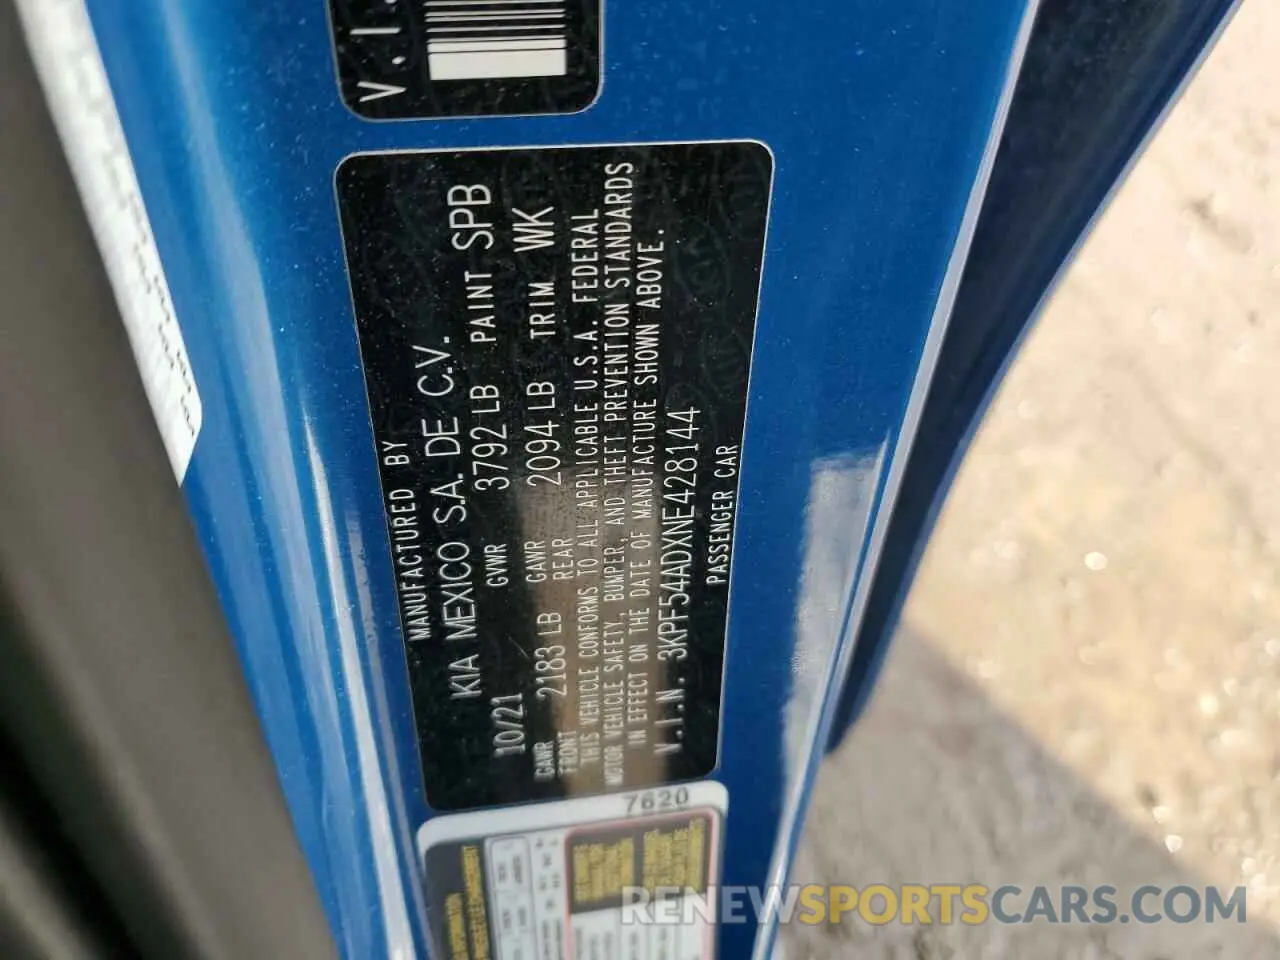 V.I.
MANUFACTURED BY
KIA MEXICO S.A. DE C.V.
10/21 GVWR 3792 LB PAINT SPB
GAWR FRONT 2183 LB GAWR REAR 2094 LB TRIM WK
THIS VEHICLE CONFORMS TO ALL APPLICABLE U.S.A. FEDERAL
MOTOR VEHICLE SAFETY, BUMPER, AND THEFT PREVENTION STANDARDS
IN EFFECT ON THE DATE OF MANUFACTURE SHOWN ABOVE.
V.I.N. 3KPF54ADXNE428144
PASSENGER CAR
7620
RENEWSPORTSCARS.COM